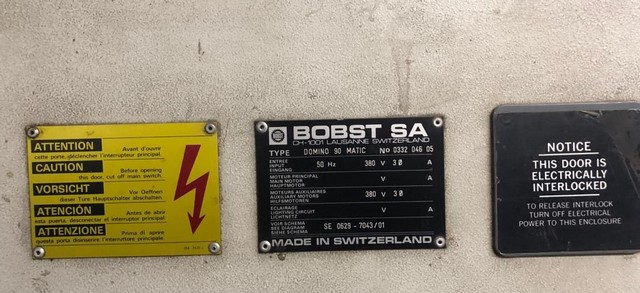 ATTENTION Avant d'ouvrir
cette porte, déclencher l'interrupteur principal.
CAUTION Before opening
this door, cut off main switch.
VORSICHT Vor Oeffnen
dieser Türe Hauptschalter abschalten.
ATENCIÓN Antes de abrir
esta puerta, desconectar el interruptor principal.
ATTENZIONE Prima di aprire
questa porta disinserire l'interruttore principale.
BOBST SA
CH-1001 LAUSANNE SWITZERLAND
TYPE DOMINO 90 MATIC No 0332 046 05
ENTREE
INPUT 50 Hz 380 V 3 Ø A
EINGANG
MOTEUR PRINCIPAL
MAIN MOTOR V A
HAUPTMOTOR
MOTEURS AUXILIAIRES
AUXILIARY MOTORS 380 V 3 Ø A
HILFSMOTOREN
ECLAIRAGE
LIGHTING CIRCUIT V A
LICHTNETZ
VOIR SCHEMA
SEE DIAGRAM SE 0629 - 7043/01
SIEHE SCHEMA
MADE IN SWITZERLAND
NOTICE
THIS DOOR IS
ELECTRICALLY
INTERLOCKED
TO RELEASE INTERLOCK
TURN OFF ELECTRICAL
POWER TO THIS ENCLOSURE